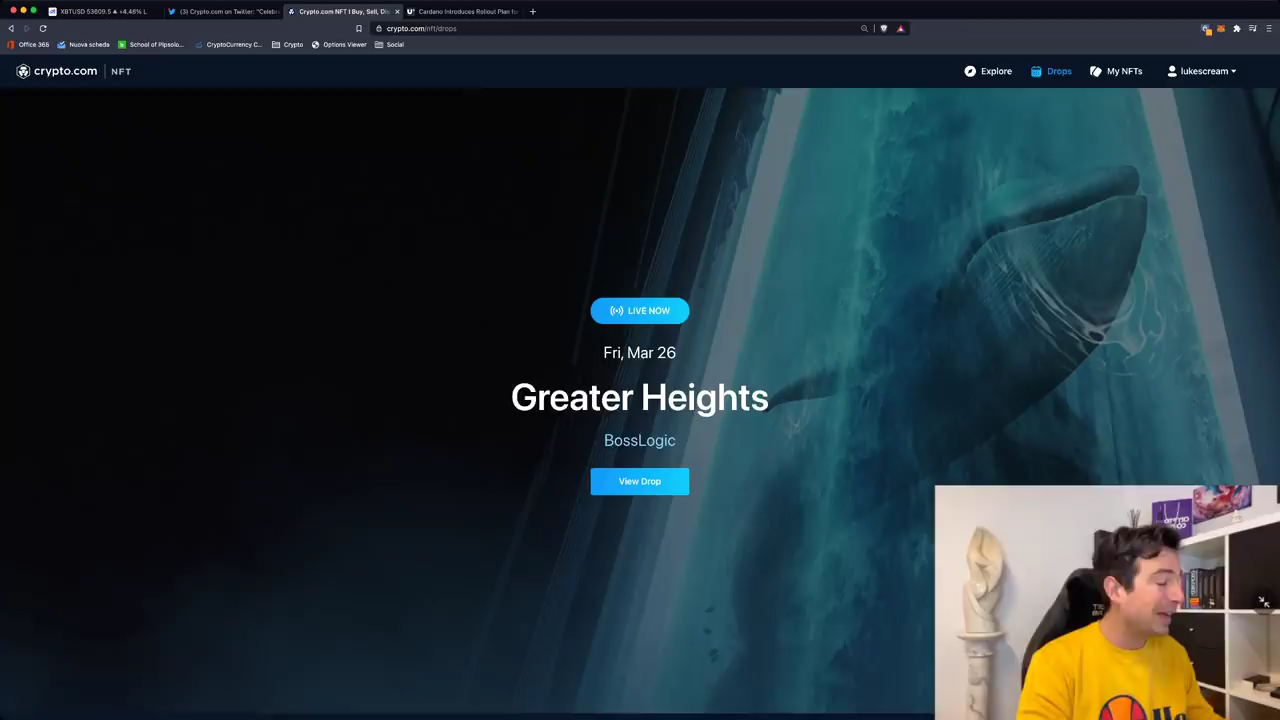 XBTUSD 53609.5 ▲ +4.46% L
(3) Crypto.com on Twitter: "Celebr
Crypto.com NFT | Buy, Sell, Dis
Cardano Introduces Rollout Plan for
crypto.com/nft/drops
Office 365
Nuova scheda
School of Pipsolo...
CryptoCurrency C...
Crypto
Options Viewer
Social
crypto.com | NFT
Explore
Drops
My NFTs
lukescream
LIVE NOW
Fri, Mar 26
Greater Heights
BossLogic
View Drop